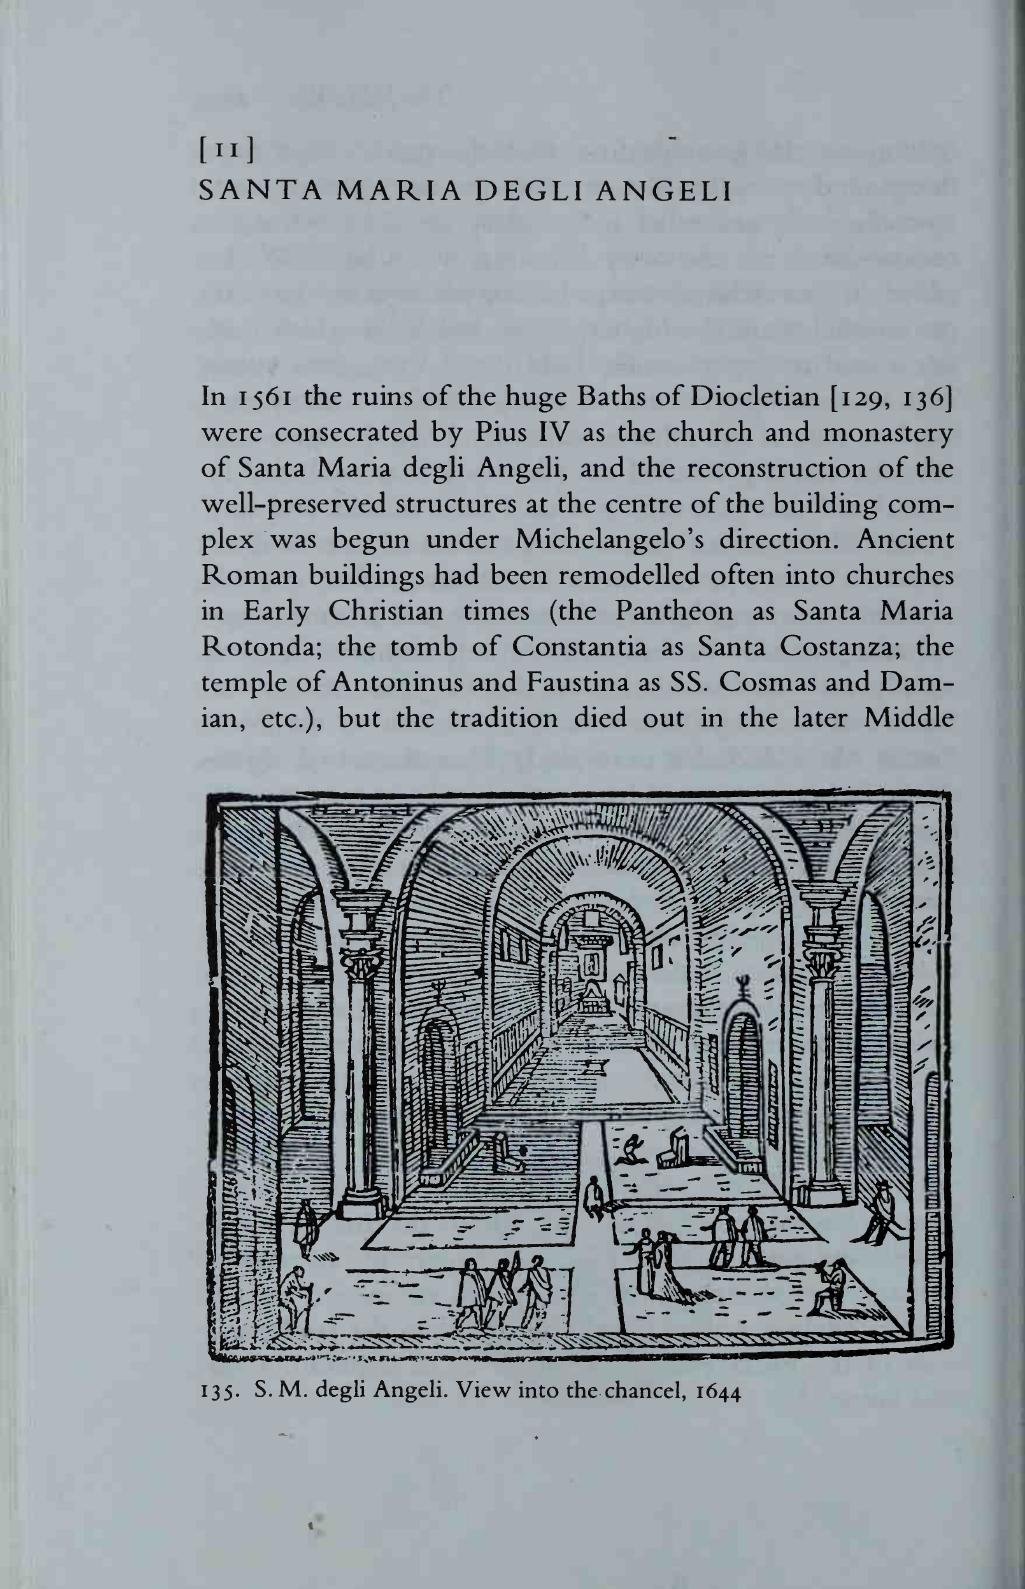 [11]
SANTA MARIA DEGLI ANGELI
In 1561 the ruins of the huge Baths of Diocletian [129, 136]
were consecrated by Pius IV as the church and monastery
of Santa Maria degli Angeli, and the reconstruction of the
well-preserved structures at the centre of the building com-
plex was begun under Michelangelo's direction. Ancient
Roman buildings had been remodelled often into churches
in Early Christian times (the Pantheon as Santa Maria
Rotonda; the tomb of Constantia as Santa Costanza; the
temple of Antoninus and Faustina as SS. Cosmas and Dam-
ian, etc.), but the tradition died out in the later Middle
135. S. M. degli Angeli. View into the chancel, 1644